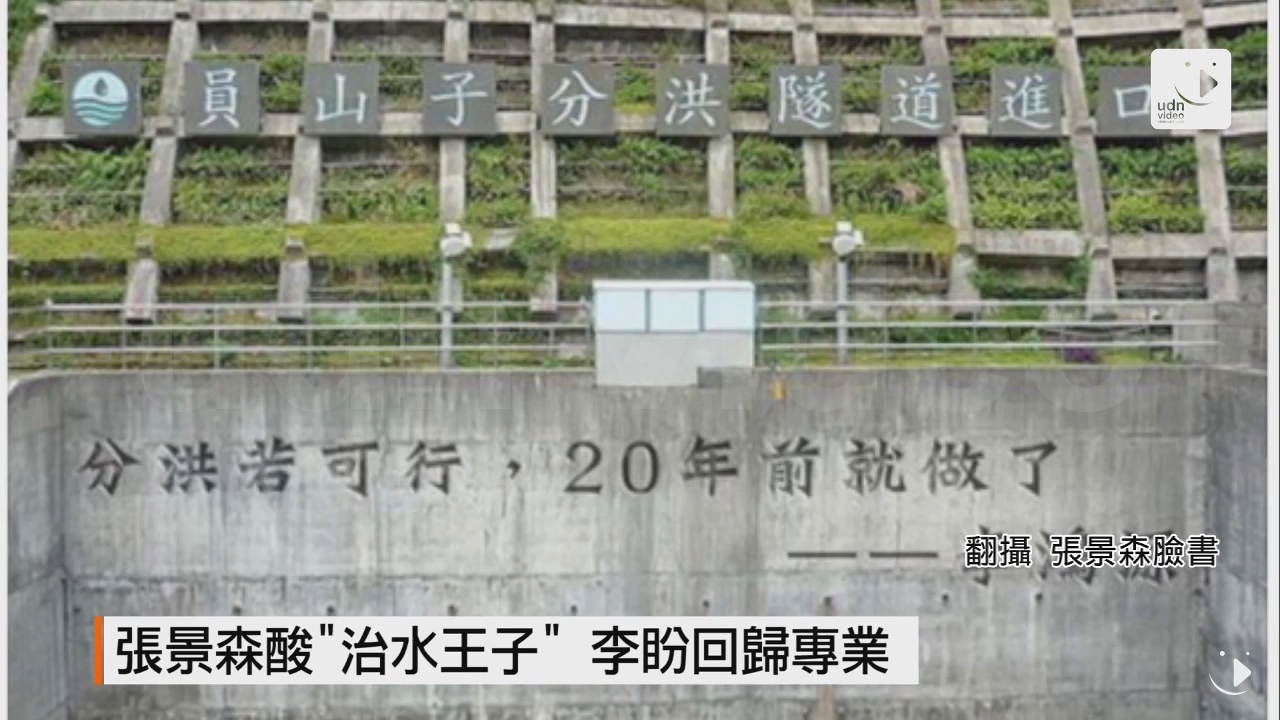 員山子分洪隧道進口
udn
video
分洪若可行，20年前就做了
翻攝 張景森臉書
張景森酸"治水王子" 李盼回歸專業